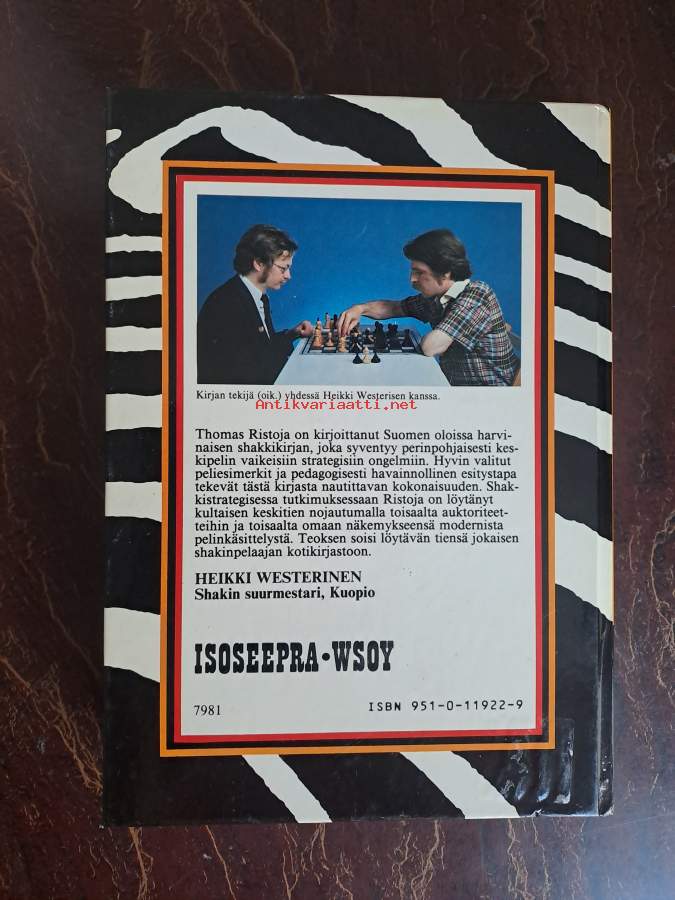 Kirjan tekijä (oik.) yhdessä Heikki Westerisen kanssa.
Antikvariaatti.net
Thomas Ristoja on kirjoittanut Suomen oloissa harvi-
naisen shakkikirjan, joka syventyy perinpohjaisesti kes-
kipelin vaikeisiin strategisiin ongelmiin. Hyvin valitut
peliesimerkit ja pedagogisesti havainnollinen esitystapa
tekevät tästä kirjasta nautittavan kokonaisuuden. Shak-
kistrategisessa tutkimuksessaan Ristoja on löytänyt
kultaisen keskitien nojautumalla toisaalta auktoriteet-
teihin ja toisaalta omaan näkemykseensä modernista
pelinkäsittelystä. Teoksen soisi löytävän tiensä jokaisen
shakinpelaajan kotikirjastoon.
HEIKKI WESTERINEN
Shakin suurmestari, Kuopio
ISOSEEPRA·WSOY
7981 ISBN 951-0-11922-9